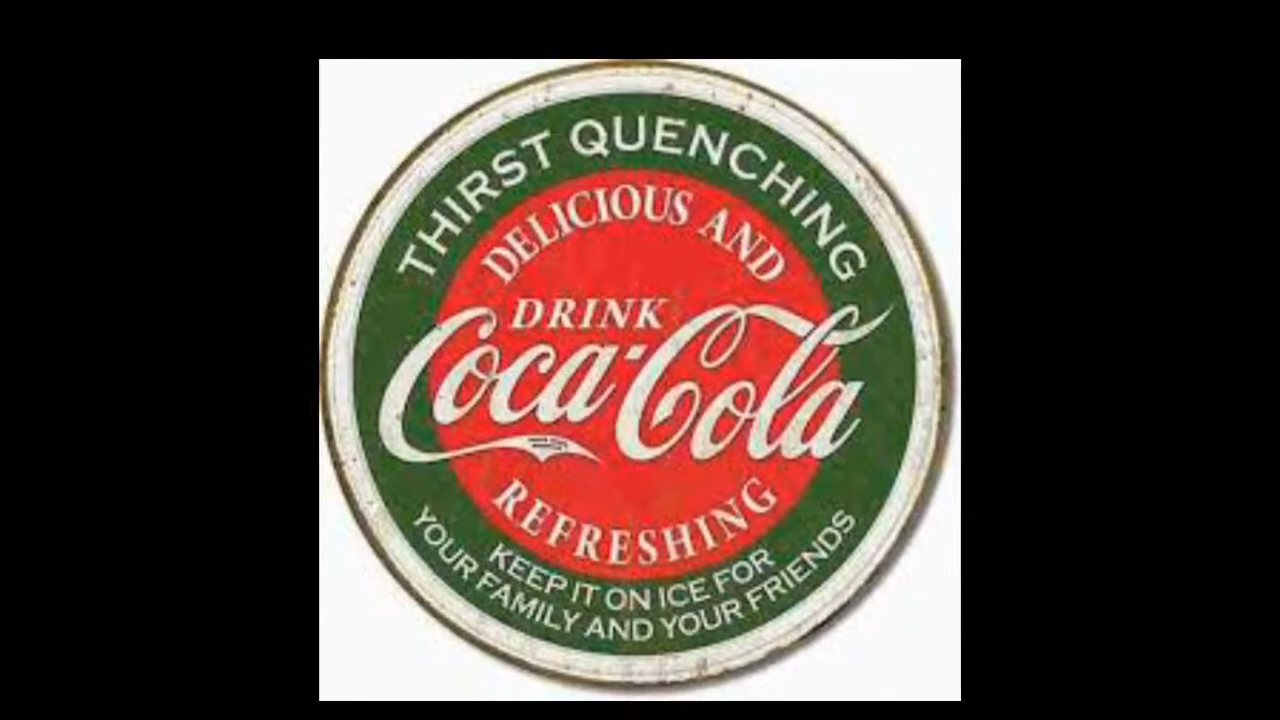 THIRST QUENCHING
DELICIOUS AND
DRINK
Coca-Cola
REFRESHING
KEEP IT ON ICE FOR
YOUR FAMILY AND YOUR FRIENDS